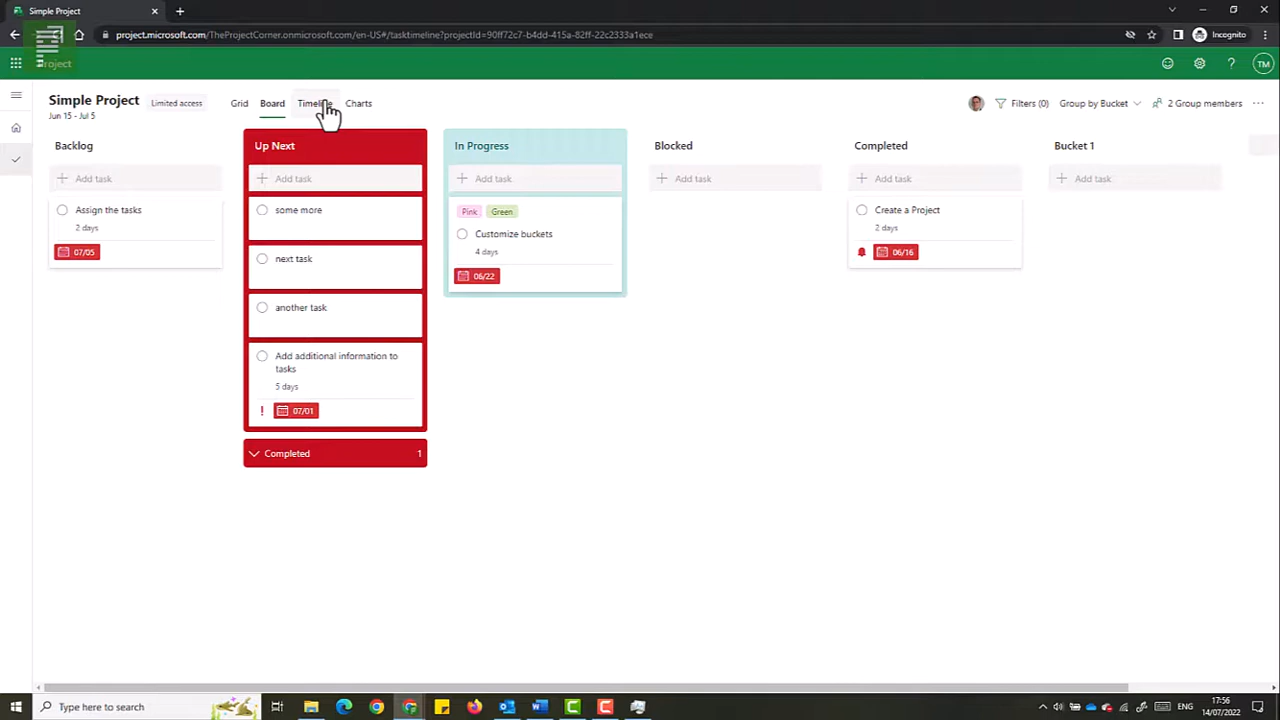 Simple Project
project.microsoft.com/TheProjectCorner.onmicrosoft.com/en-US#/tasktimeline?projectId=90ff72c7-b4dd-415a-82ff-22c2333a1ece
Incognito
Project
TM
Simple Project
Limited access
Jun 15 - Jul 5
Grid
Board
Timeline
Charts
Filters (0)
Group by Bucket
2 Group members
Backlog
Add task
Assign the tasks
2 days
07/05
Up Next
Add task
some more
next task
another task
Add additional information to
tasks
5 days
07/01
Completed 1
In Progress
Add task
Pink
Green
Customize buckets
4 days
06/22
Blocked
Add task
Completed
Add task
Create a Project
2 days
06/16
Bucket 1
Add task
Type here to search
ENG
17:56
14/07/2022